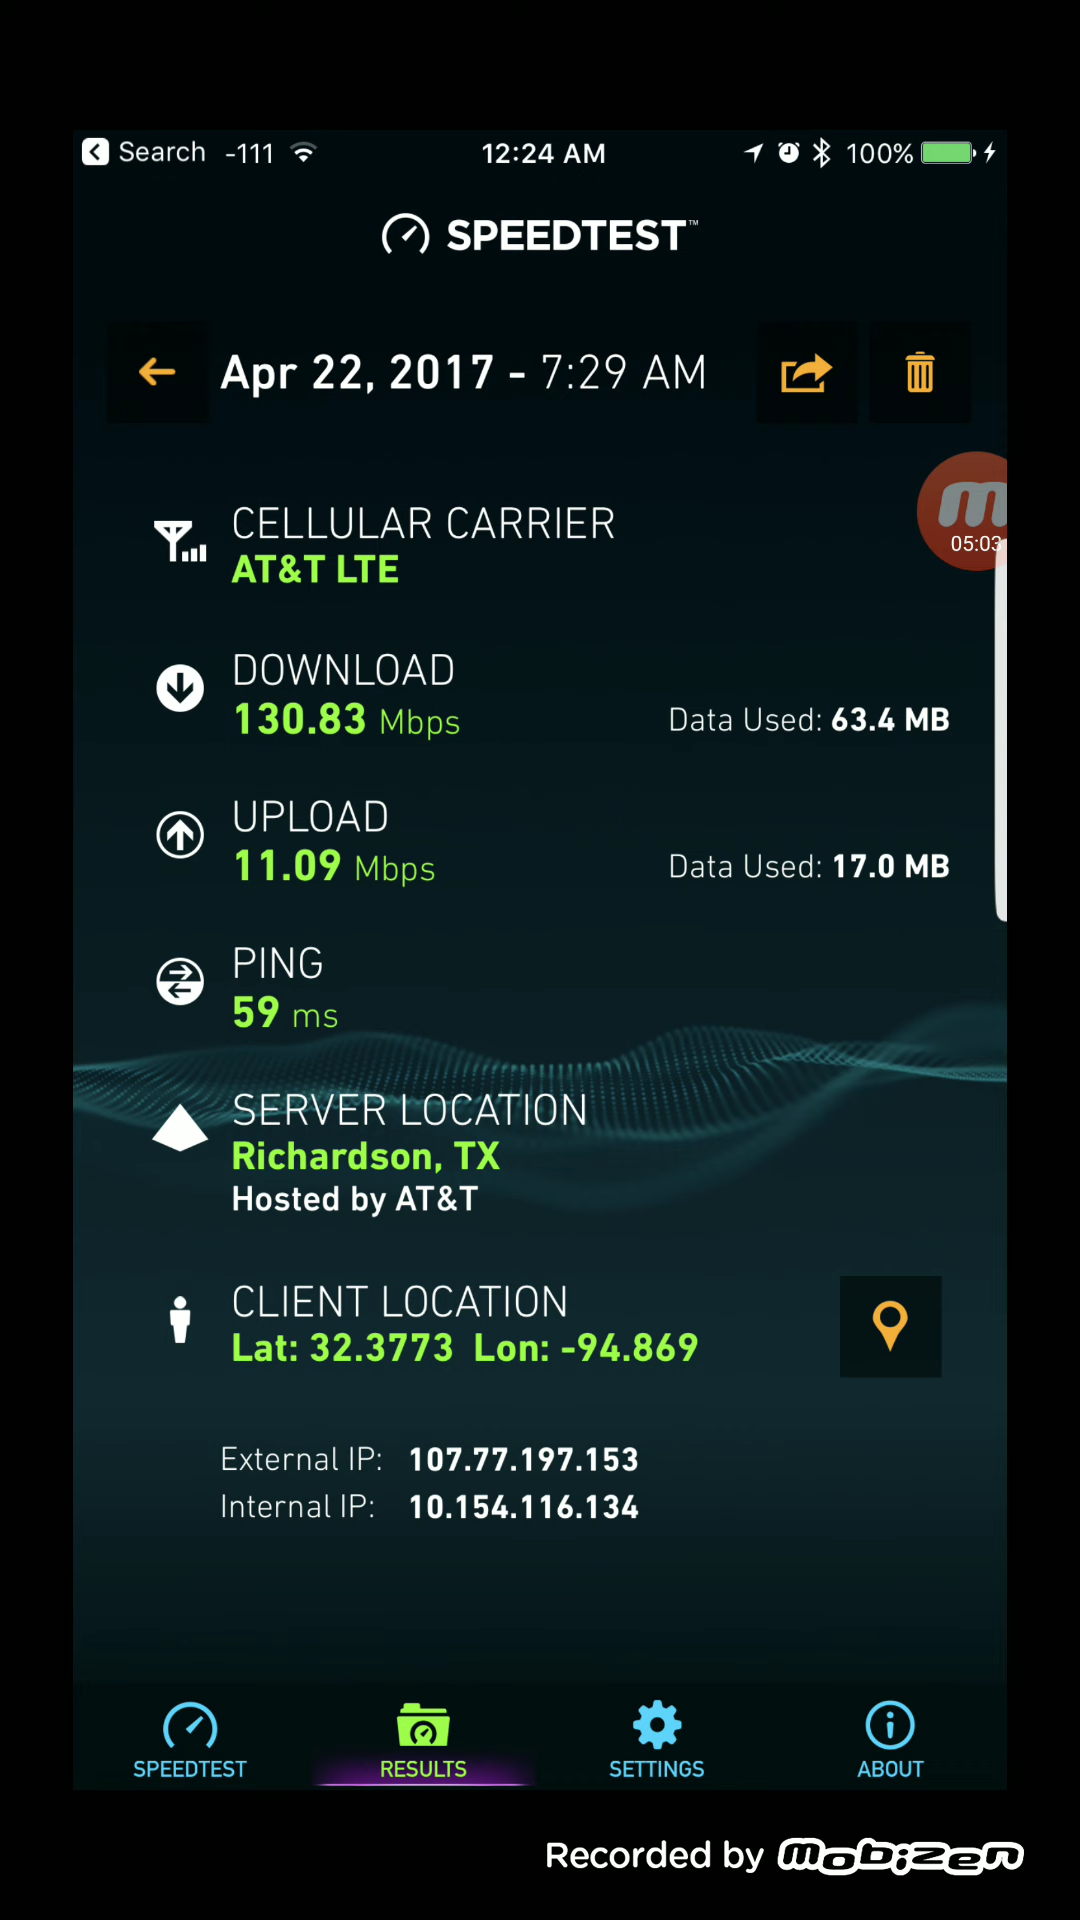 Search -111 12:24 AM 100%
SPEEDTEST™
Apr 22, 2017 - 7:29 AM
CELLULAR CARRIER
AT&T LTE
m
05:03
DOWNLOAD
130.83 Mbps Data Used: 63.4 MB
UPLOAD
11.09 Mbps Data Used: 17.0 MB
PING
59 ms
SERVER LOCATION
Richardson, TX
Hosted by AT&T
CLIENT LOCATION
Lat: 32.3773 Lon: -94.869
External IP: 107.77.197.153
Internal IP: 10.154.116.134
SPEEDTEST RESULTS SETTINGS ABOUT
Recorded by mobizen